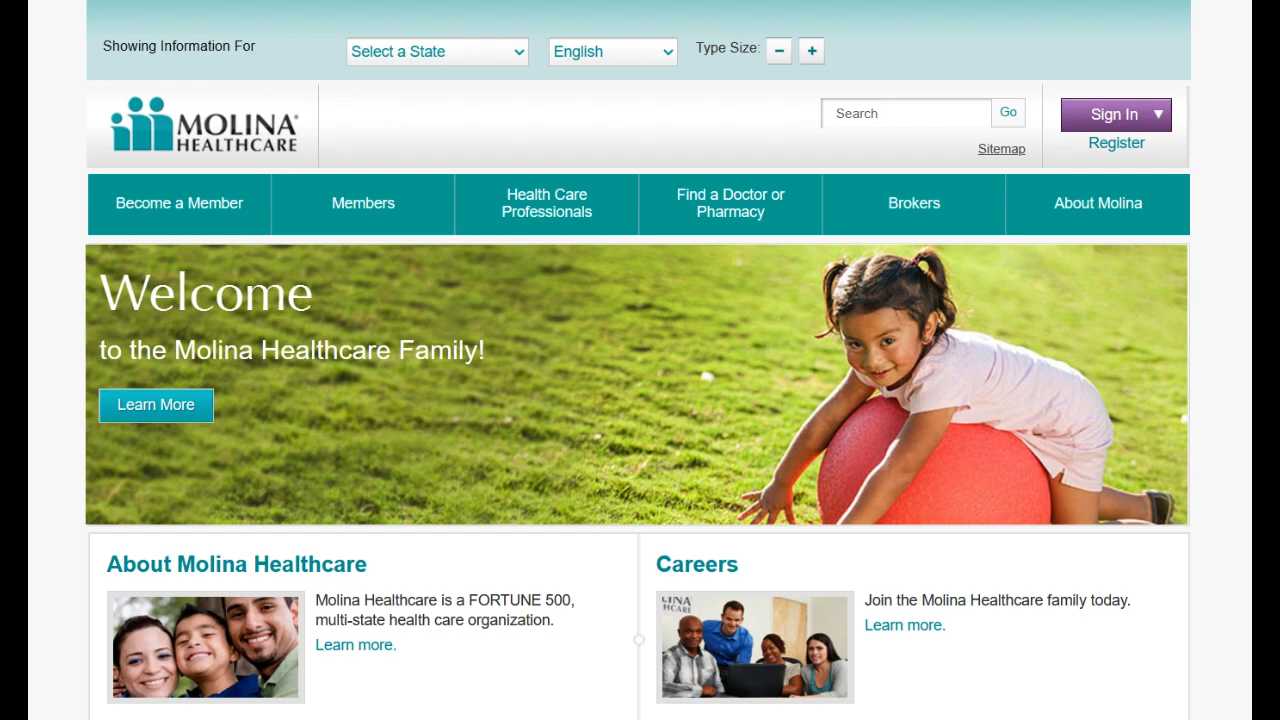 Showing Information For
Select a State
English
Type Size:
−
+
MOLINA®
HEALTHCARE
Search
Go
Sitemap
Sign In ▼
Register
Become a Member
Members
Health Care
Professionals
Find a Doctor or
Pharmacy
Brokers
About Molina
Welcome
to the Molina Healthcare Family!
Learn More
About Molina Healthcare
Molina Healthcare is a FORTUNE 500,
multi-state health care organization.
Learn more.
Careers
LINA
HCARE
Join the Molina Healthcare family today.
Learn more.